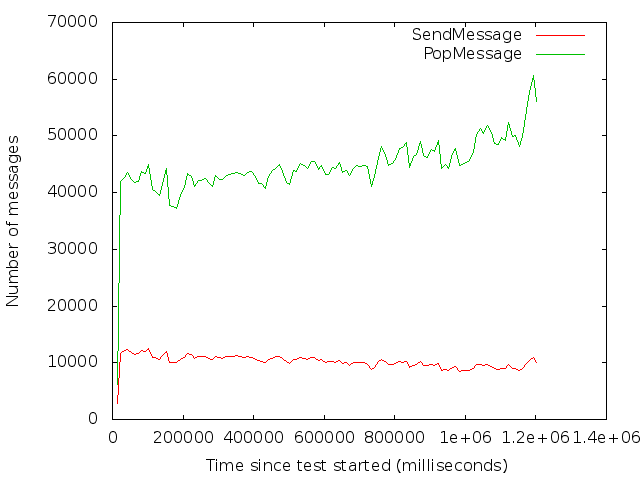 70000
60000
50000
40000
30000
20000
10000
0
Number of messages
SendMessage
PopMessage
0 200000 400000 600000 800000 1e+06 1.2e+06 1.4e+06
Time since test started (milliseconds)